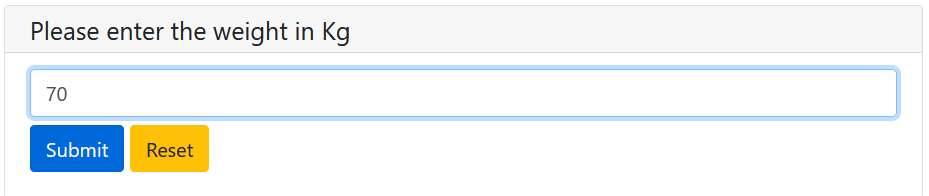 Please enter the weight in Kg
70
Submit Reset